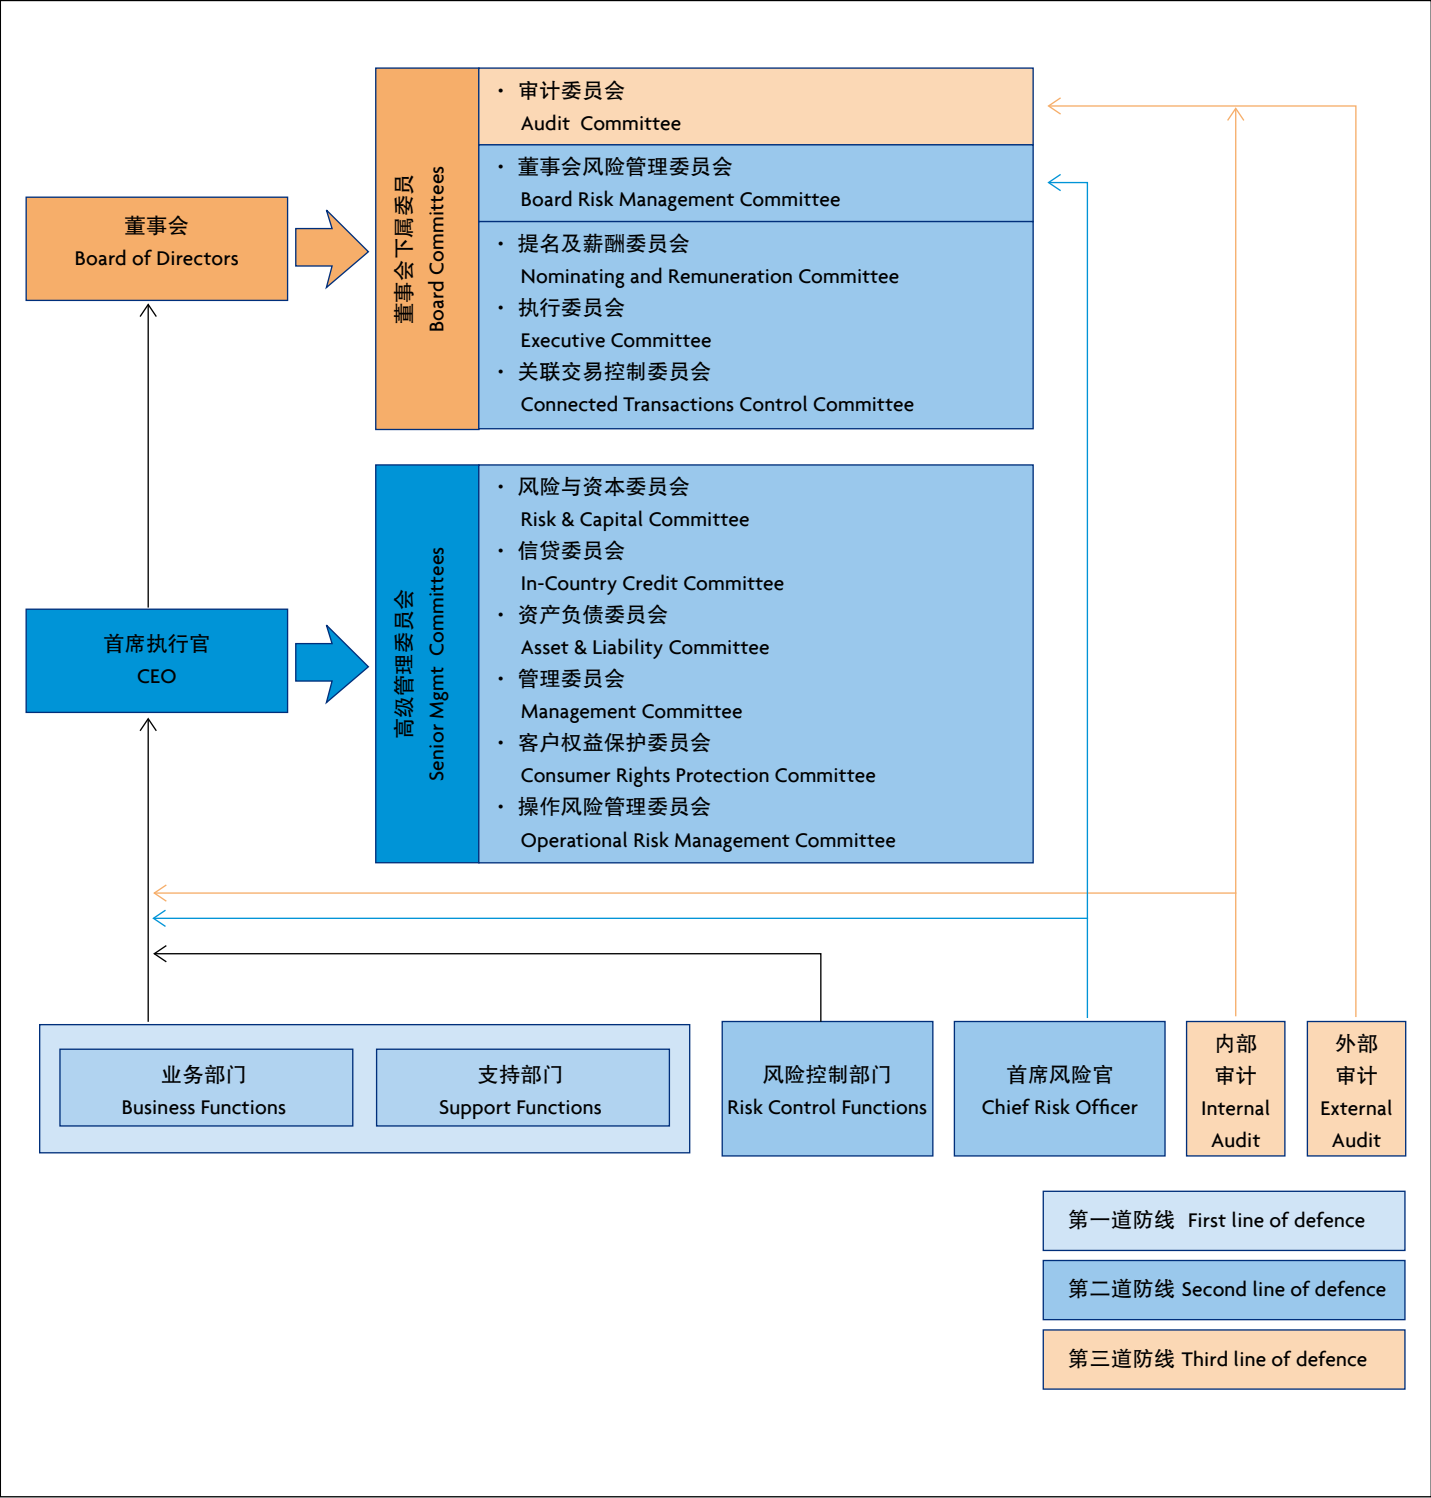 董事会
Board of Directors
董事会下属委员
Board Committees
· 审计委员会
Audit Committee
· 董事会风险管理委员会
Board Risk Management Committee
· 提名及薪酬委员会
Nominating and Remuneration Committee
· 执行委员会
Executive Committee
· 关联交易控制委员会
Connected Transactions Control Committee
首席执行官
CEO
高级管理委员会
Senior Mgmt Committees
· 风险与资本委员会
Risk & Capital Committee
· 信贷委员会
In-Country Credit Committee
· 资产负债委员会
Asset & Liability Committee
· 管理委员会
Management Committee
· 客户权益保护委员会
Consumer Rights Protection Committee
· 操作风险管理委员会
Operational Risk Management Committee
业务部门
Business Functions
支持部门
Support Functions
风险控制部门
Risk Control Functions
首席风险官
Chief Risk Officer
内部
审计
Internal
Audit
外部
审计
External
Audit
第一道防线 First line of defence
第二道防线 Second line of defence
第三道防线 Third line of defence